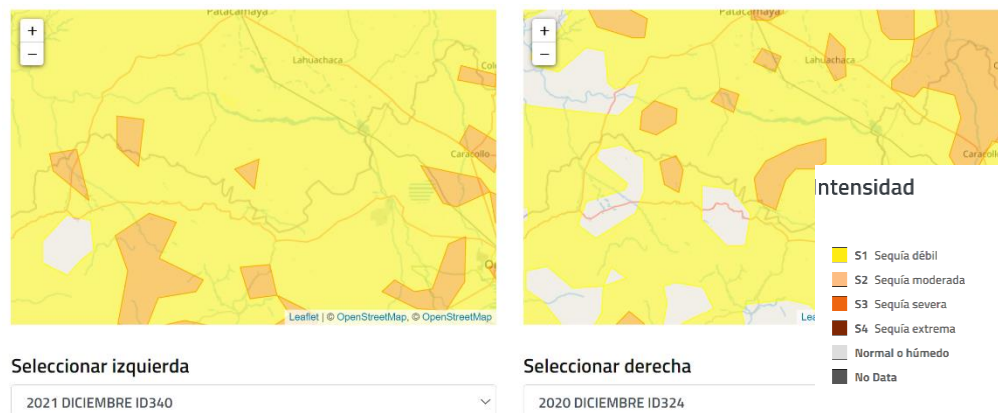 Patacamaya
+
−
Lahuachaca
Caracollo
Leaflet | © OpenStreetMap, © OpenStreetMap
+
−
Lahuachaca
Caracollo
Intensidad
S1 Sequía débil
S2 Sequía moderada
S3 Sequía severa
S4 Sequía extrema
Normal o húmedo
No Data
Seleccionar izquierda
Seleccionar derecha
2021 DICIEMBRE ID340
2020 DICIEMBRE ID324